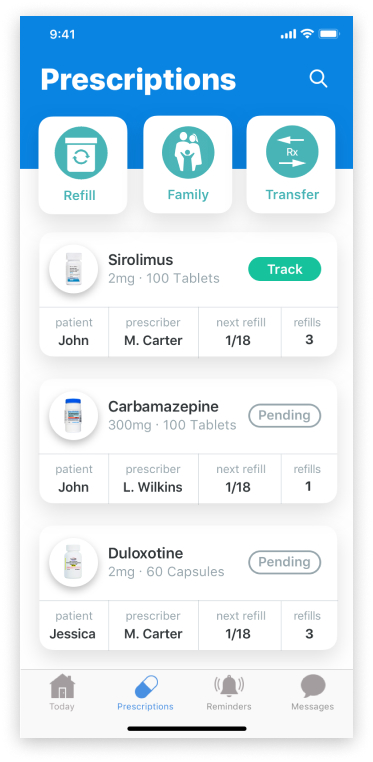 9:41
Prescriptions
Refill
Family
Rx
Transfer
Sirolimus
2mg · 100 Tablets
Track
patient prescriber next refill refills
John M. Carter 1/18 3
Carbamazepine
300mg · 100 Tablets
Pending
patient prescriber next refill refills
John L. Wilkins 1/18 1
Duloxotine
2mg · 60 Capsules
Pending
patient prescriber next refill refills
Jessica M. Carter 1/18 3
Today Prescriptions Reminders Messages